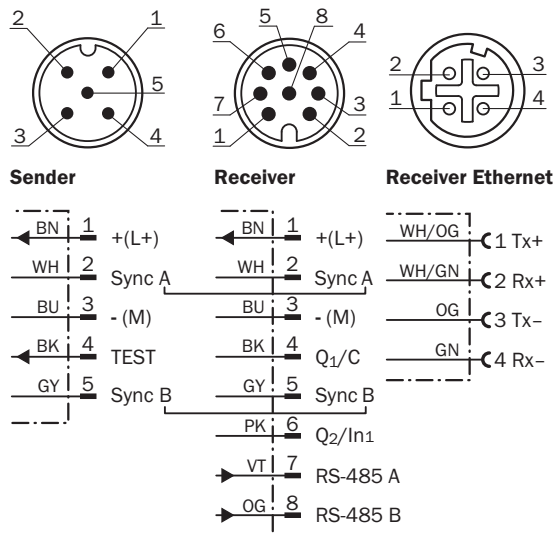 2 1 5 3 4
5 8 6 4 7 3 1 2
2 3 1 4
Sender
BN 1 +(L+)
WH 2 Sync A
BU 3 - (M)
BK 4 TEST
GY 5 Sync B
Receiver
BN 1 +(L+)
WH 2 Sync A
BU 3 - (M)
BK 4 Q1/C
GY 5 Sync B
PK 6 Q2/In1
VT 7 RS-485 A
OG 8 RS-485 B
Receiver Ethernet
WH/OG 1 Tx+
WH/GN 2 Rx+
OG 3 Tx–
GN 4 Rx–